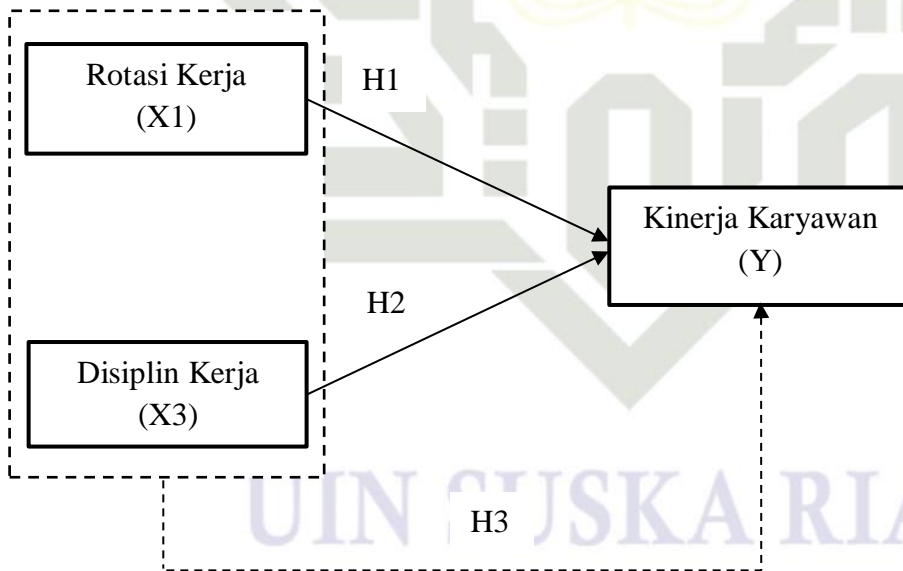 Rotasi Kerja
(X1)
H1
Kinerja Karyawan
(Y)
H2
Disiplin Kerja
(X3)
H3
UIN SUSKA RIA